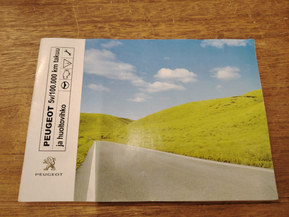 PEUGEOT 5v/100.000 km takuu
ja huoltovihko
PEUGEOT